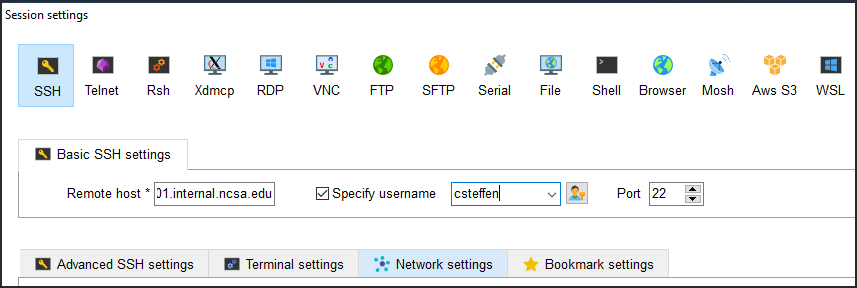 Session settings
SSH Telnet Rsh Xdmcp RDP VNC FTP SFTP Serial File Shell Browser Mosh Aws S3 WSL
Basic SSH settings
Remote host * 01.internal.ncsa.edu Specify username csteffen Port 22
Advanced SSH settings Terminal settings Network settings Bookmark settings